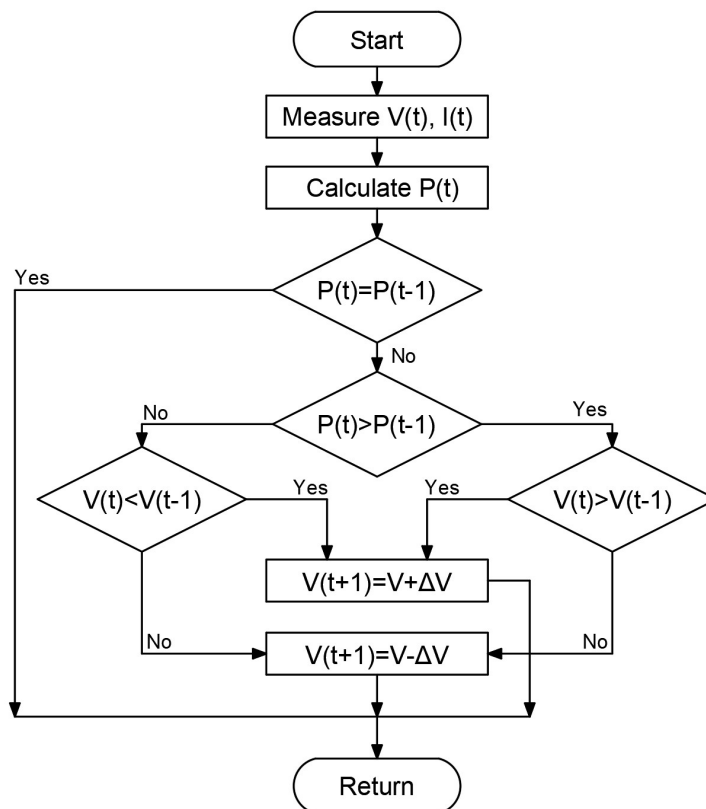 Start
Measure V(t), I(t)
Calculate P(t)
Yes
P(t)=P(t-1)
No
No
P(t)>P(t-1)
Yes
V(t)<V(t-1)
Yes
Yes
V(t)>V(t-1)
V(t+1)=V+ΔV
No
V(t+1)=V-ΔV
No
Return